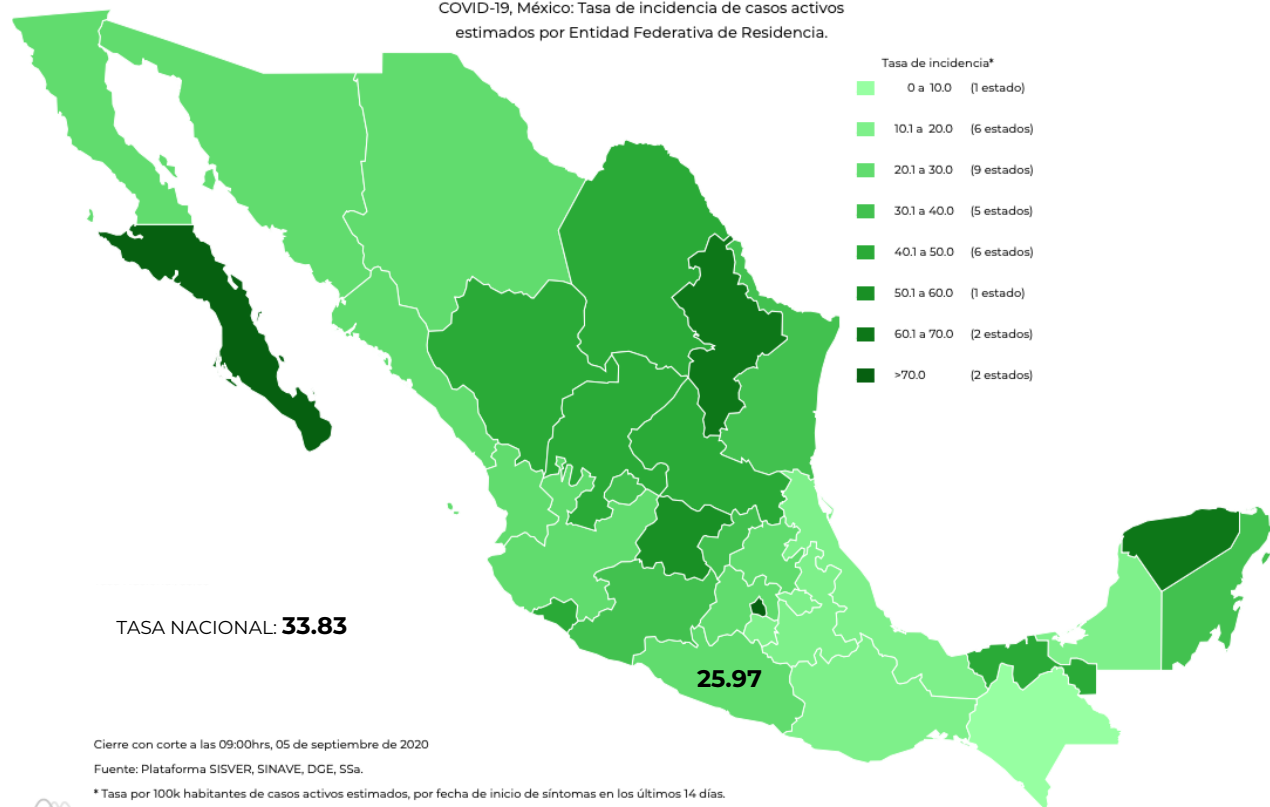 COVID-19, México: Tasa de incidencia de casos activos
estimados por Entidad Federativa de Residencia.
Tasa de incidencia*
0 a 10.0 (1 estado)
10.1 a 20.0 (6 estados)
20.1 a 30.0 (9 estados)
30.1 a 40.0 (5 estados)
40.1 a 50.0 (6 estados)
50.1 a 60.0 (1 estado)
60.1 a 70.0 (2 estados)
>70.0 (2 estados)
TASA NACIONAL: 33.83
25.97
Cierre con corte a las 09:00hrs, 05 de septiembre de 2020
Fuente: Plataforma SISVER, SINAVE, DGE, SSa.
* Tasa por 100k habitantes de casos activos estimados, por fecha de inicio de síntomas en los últimos 14 días.